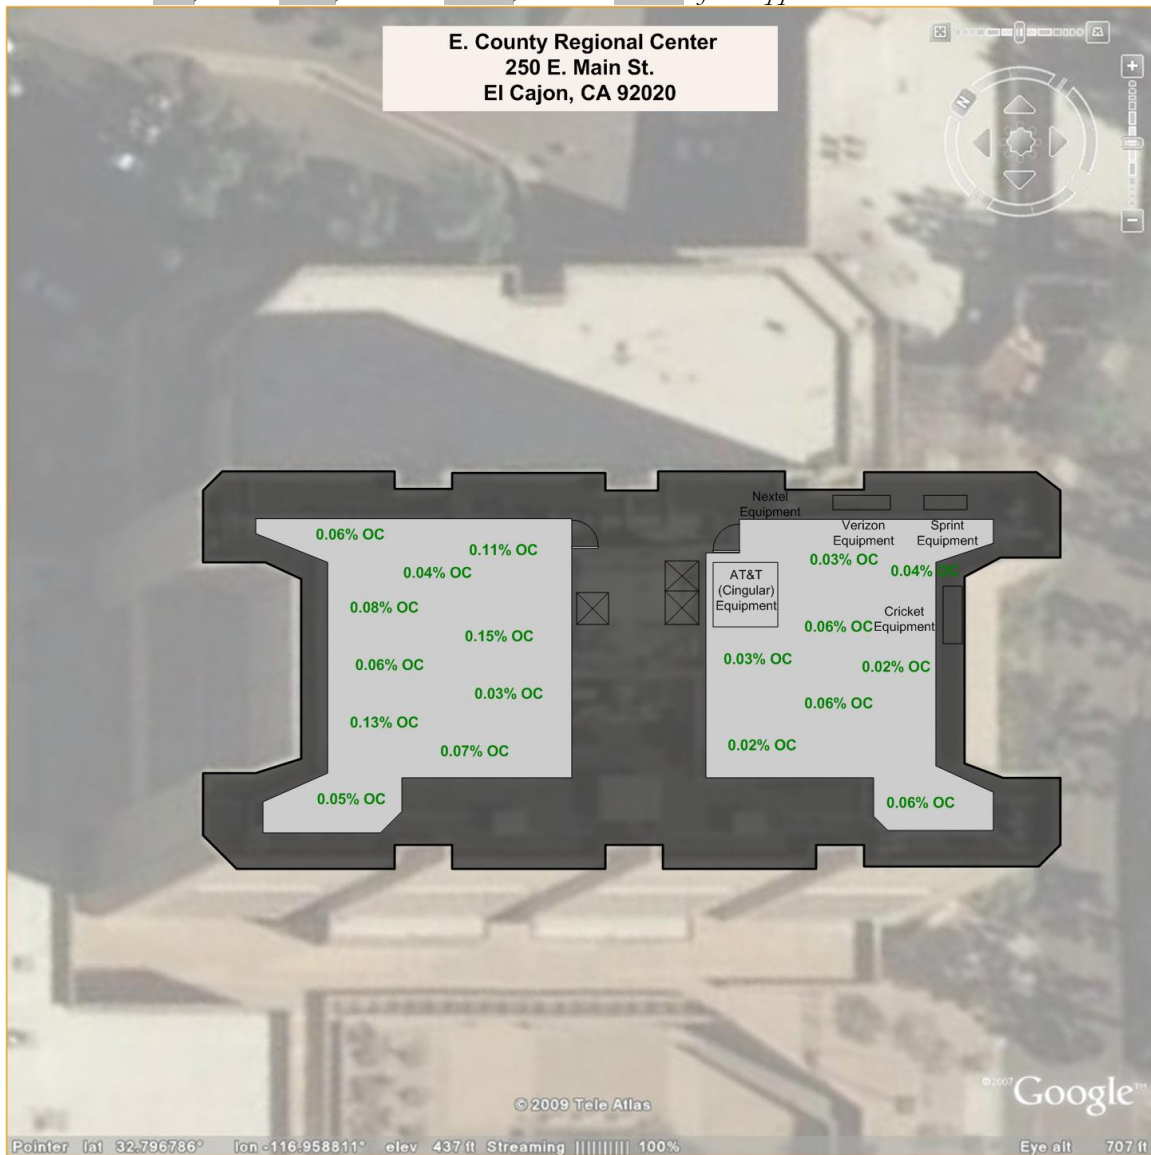 E. County Regional Center
250 E. Main St.
El Cajon, CA 92020
N
Nextel
Equipment
Verizon
Equipment
Sprint
Equipment
0.06% OC
0.11% OC
0.03% OC
0.04% OC
0.04% OC
AT&T
(Cingular)
Equipment
0.08% OC
Cricket
Equipment
0.15% OC
0.06% OC
0.06% OC
0.03% OC
0.02% OC
0.03% OC
0.06% OC
0.13% OC
0.07% OC
0.02% OC
0.05% OC
0.06% OC
©2007 Google™
© 2009 Tele Atlas
Pointer lat 32.796786° lon -116.958811° elev 437 ft Streaming |||||||||| 100% Eye alt 707 ft